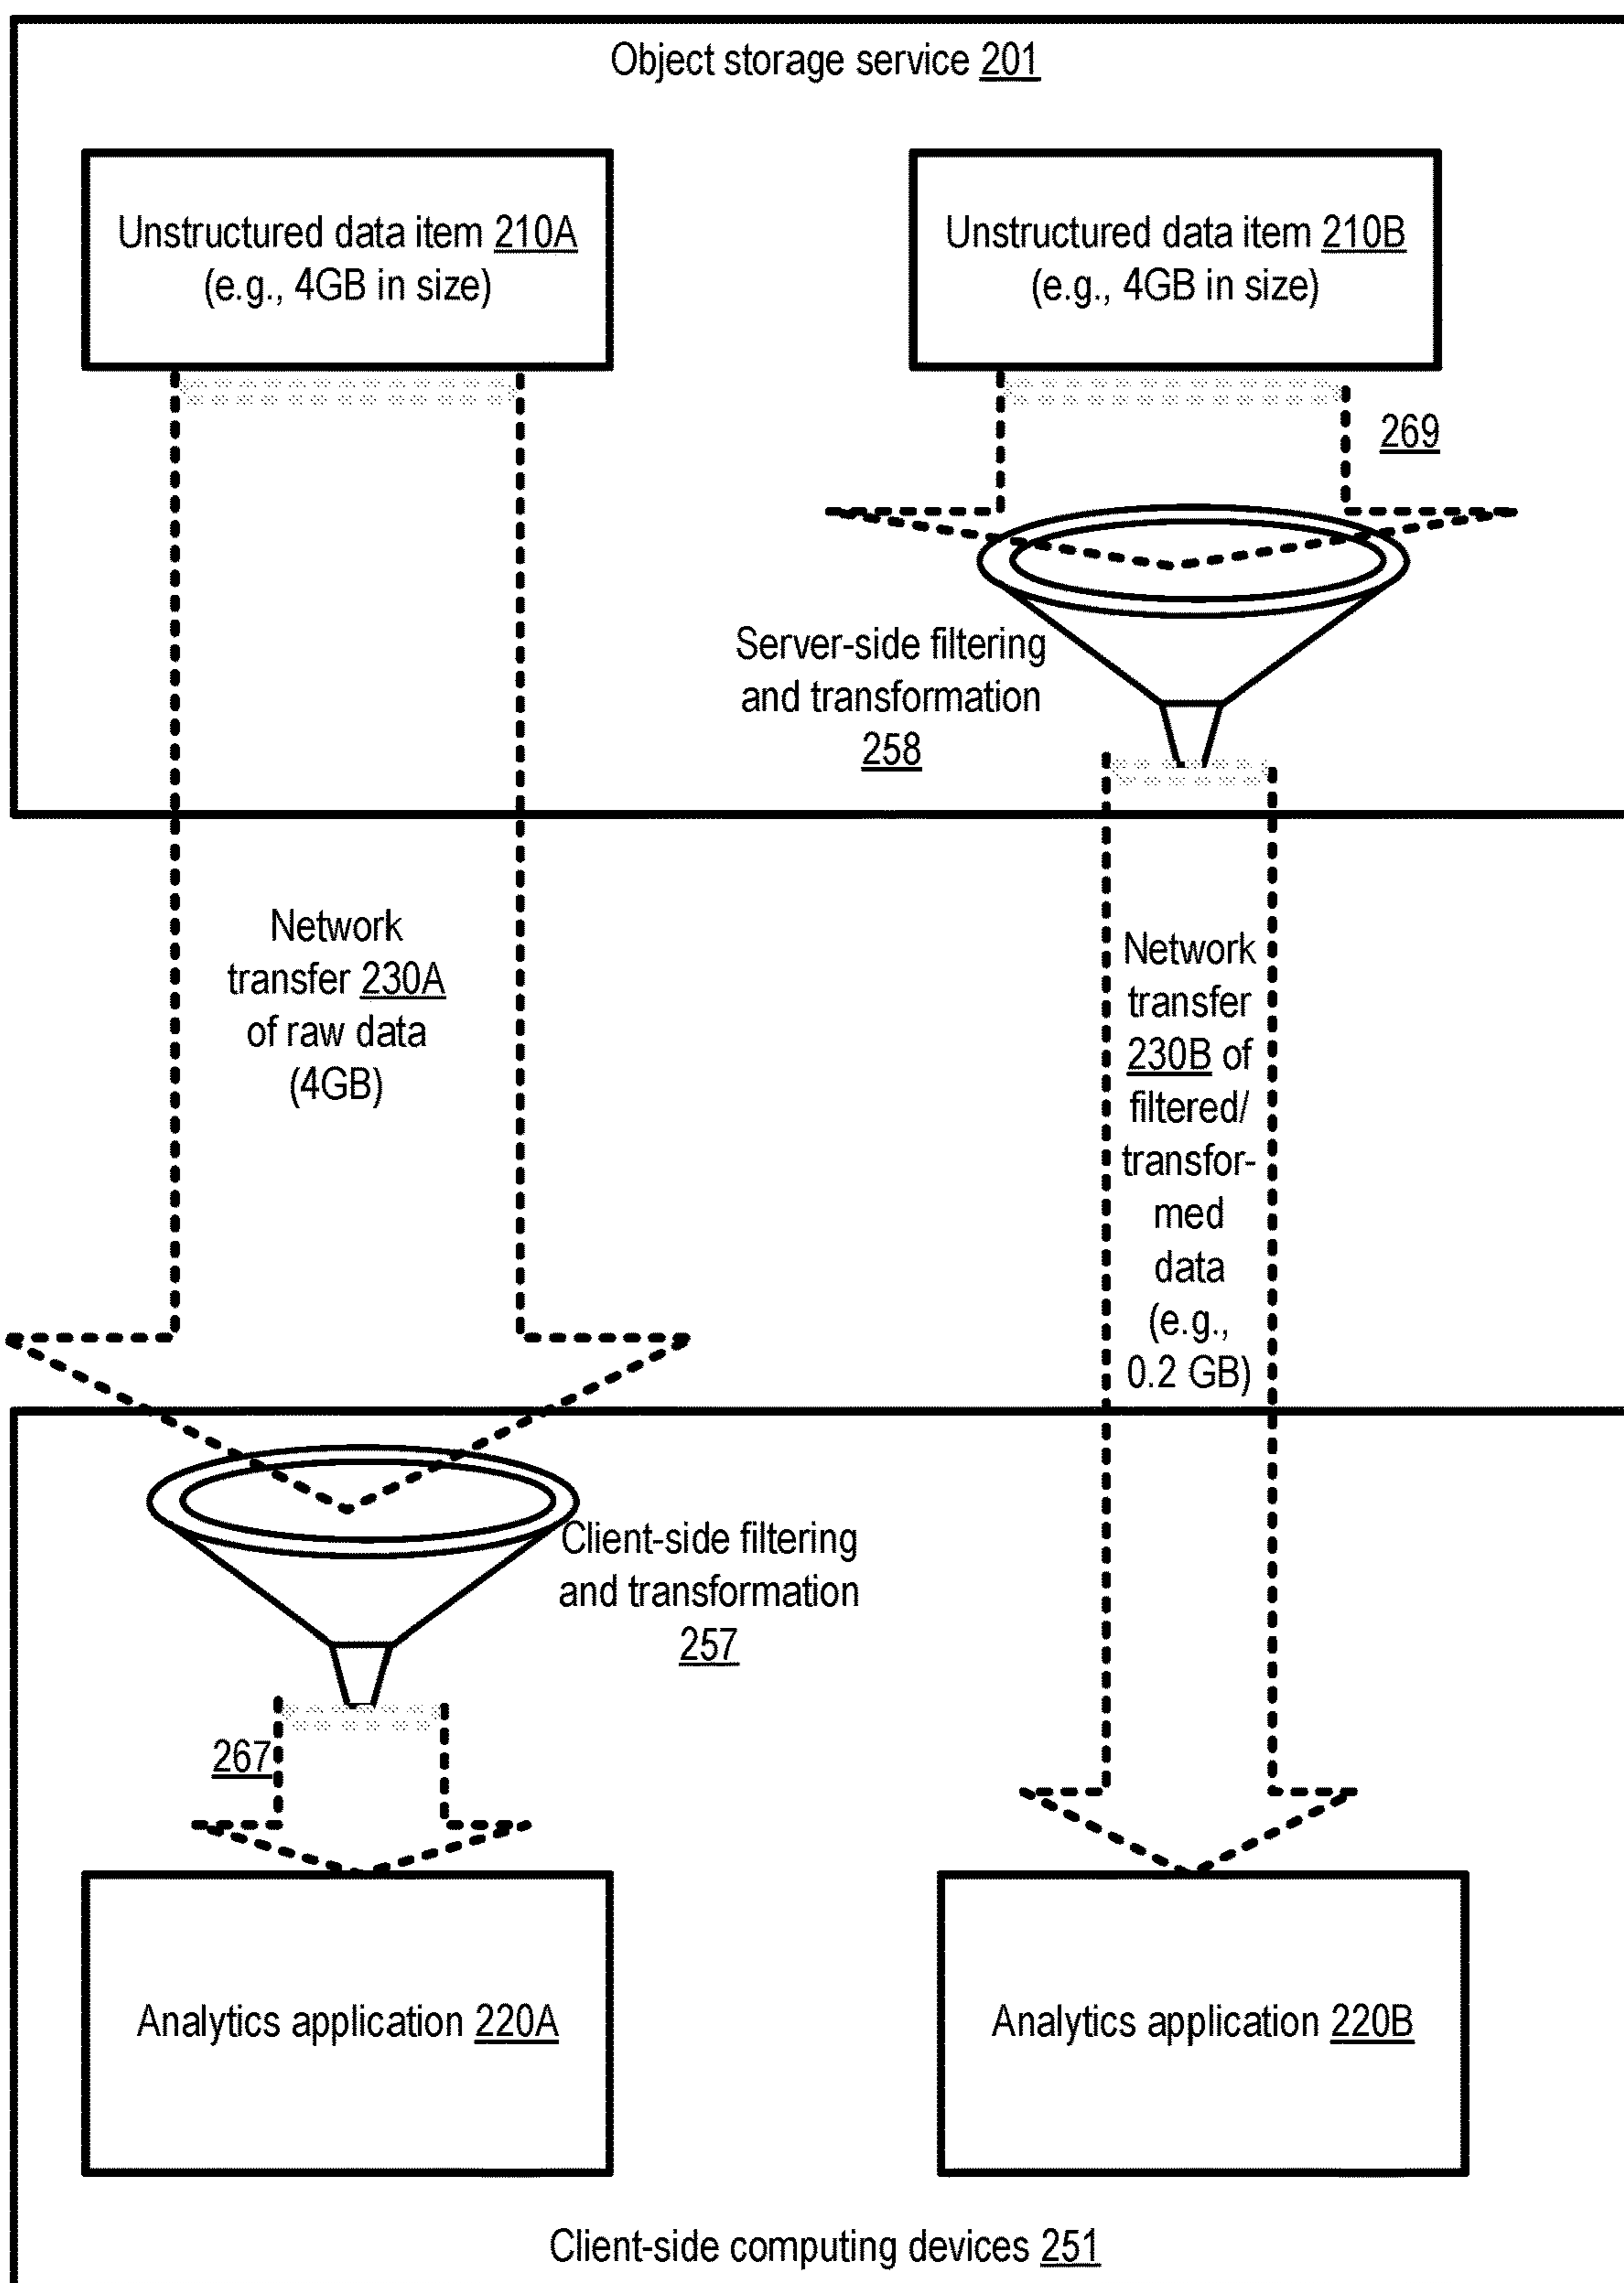 Object storage service 201
Unstructured data item 210A
(e.g., 4GB in size)
Unstructured data item 210B
(e.g., 4GB in size)
269
Server-side filtering
and transformation
258
Network
transfer 230A
of raw data
(4GB)
Network
transfer
230B of
filtered/
transfor-
med
data
(e.g.,
0.2 GB)
Client-side filtering
and transformation
257
267
Analytics application 220A
Analytics application 220B
Client-side computing devices 251